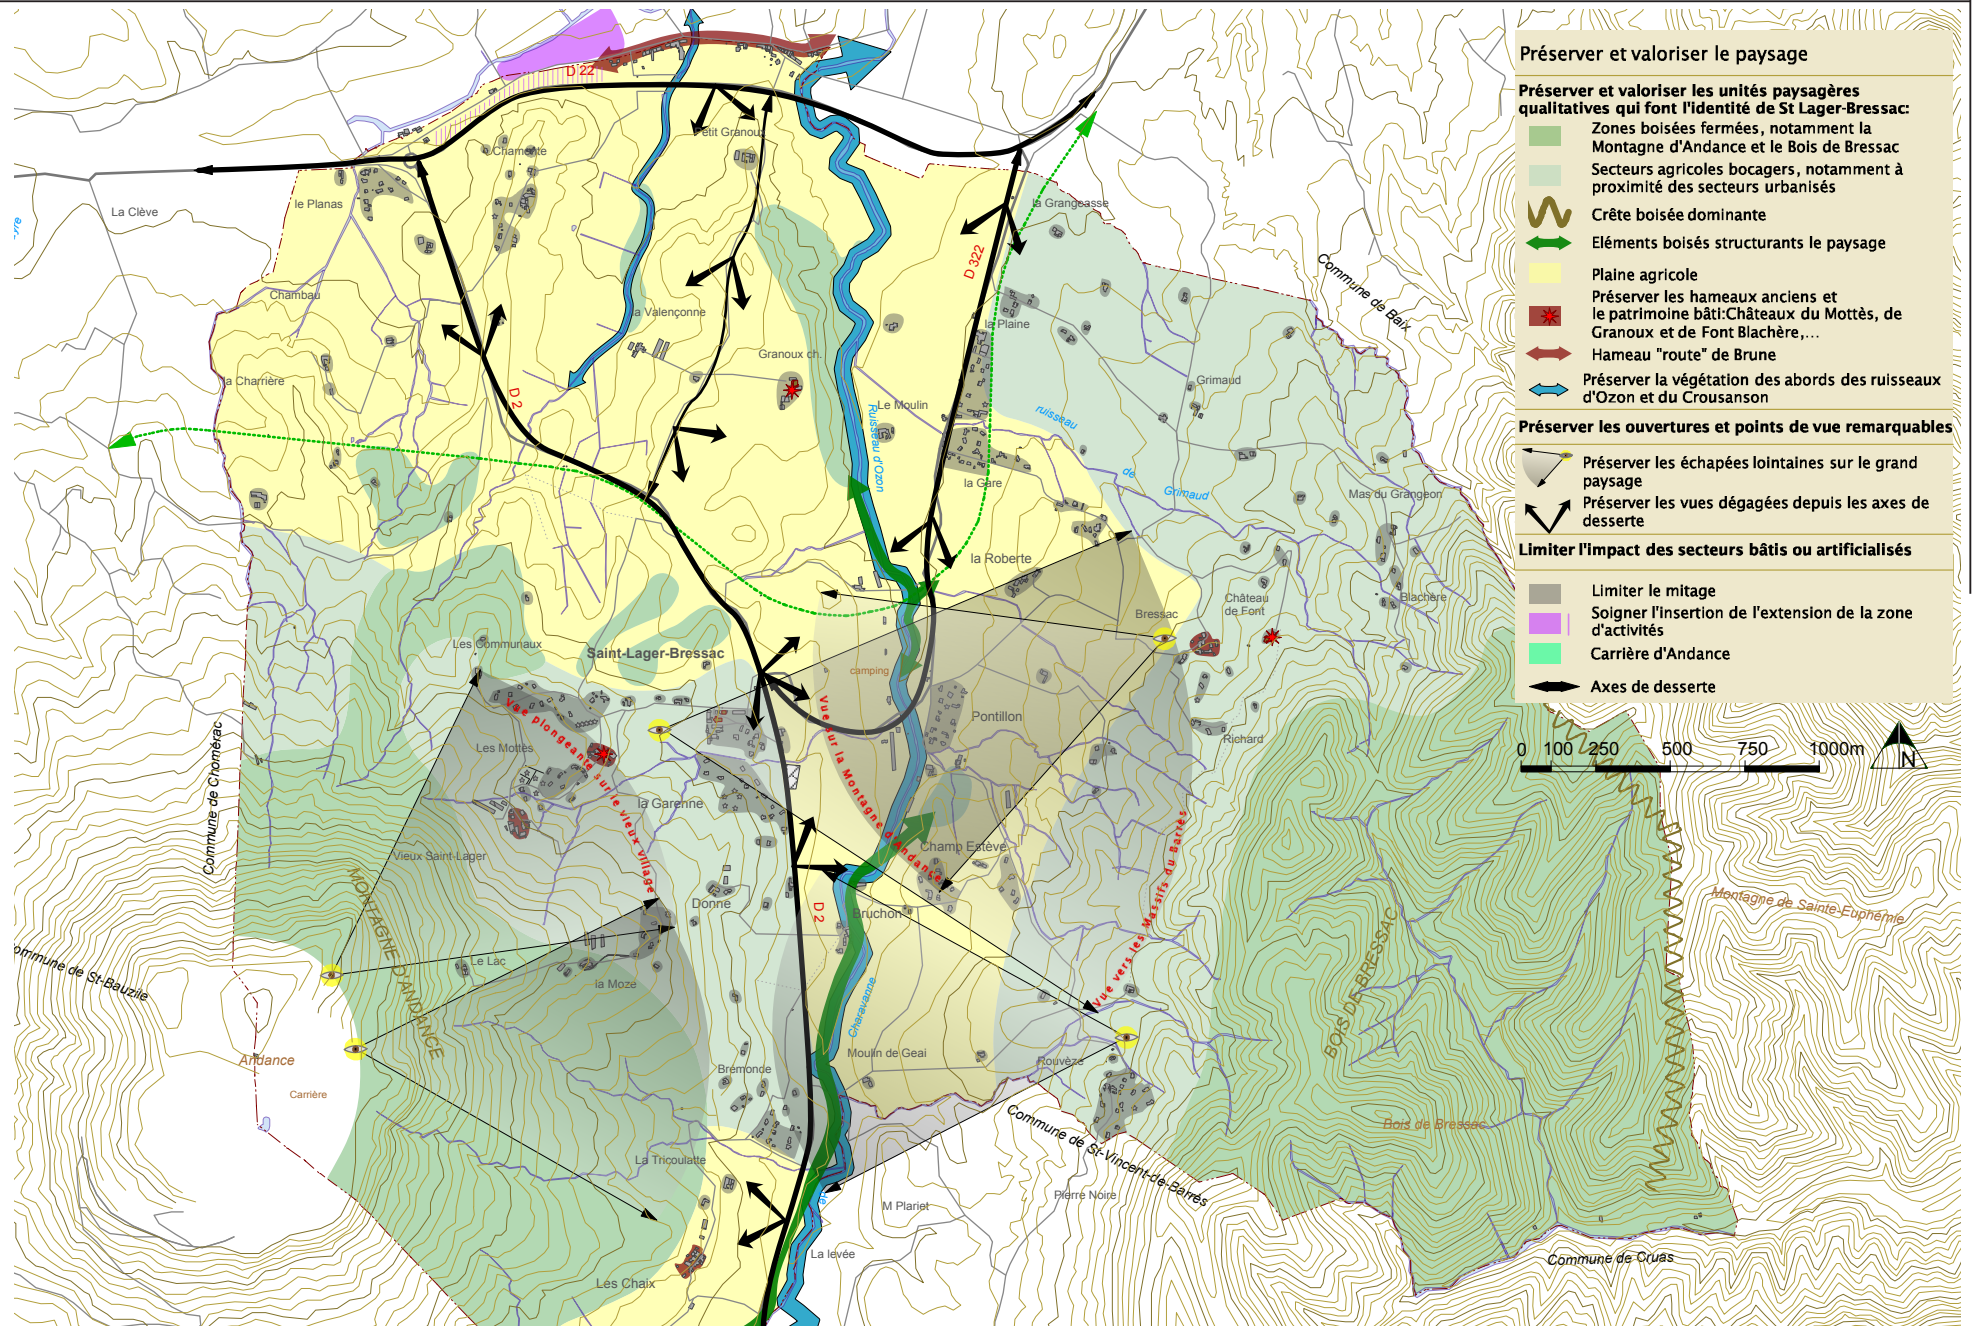 Préserver et valoriser le paysage
Préserver et valoriser les unités paysagères
qualitatives qui font l'identité de St Lager-Bressac:
Zones boisées fermées, notamment la
Montagne d'Andance et le Bois de Bressac
Secteurs agricoles bocagers, notamment à
proximité des secteurs urbanisés
Crête boisée dominante
Eléments boisés structurants le paysage
Plaine agricole
Préserver les hameaux anciens et
le patrimoine bâti:Châteaux du Mottès, de
Granoux et de Font Blachère,...
Hameau "route" de Brune
Préserver la végétation des abords des ruisseaux
d'Ozon et du Crousanson
Préserver les ouvertures et points de vue remarquables
Préserver les échapées lointaines sur le grand
paysage
Préserver les vues dégagées depuis les axes de
desserte
Limiter l'impact des secteurs bâtis ou artificialisés
Limiter le mitage
Soigner l'insertion de l'extension de la zone
d'activités
Carrière d'Andance
Axes de desserte
0 100 250 500 750 1000m
N
D 22
Petit Granoux
Chamente
La Clève
le Planas
la Grangeasse
D 322
Commune de Baix
Chambau
la Valençonne
la Plaine
Granoux ch.
la Charrière
D 2
Grimaud
Le Moulin
ruisseau
de
Grimaud
Ruisseau d'Ozon
la Gare
Mas du Grangeon
la Roberte
Bressac
Château
de Font
Blachère
Les Communaux
Saint-Lager-Bressac
camping
Vue plongeante sur le vieux village
Vue sur la Montagne d'Andance
Pontillon
Richard
Les Mottès
la Garenne
Commune de Chomérac
Vieux Saint-Lager
Champ Estève
Vue vers les Massifs du Barrès
MONTAGNE D'ANDANCE
Donne
D 2
Bruchon
Montagne de Sainte-Euphémie
BOIS DE BRESSAC
ommune de St-Bauzile
Le Lac
la Moze
Charavanne
Andance
Carrière
Moulin de Geai
Rouvèze
Brémonde
Commune de St-Vincent-de-Barrès
Bois de Bressac
La Tricoulatte
Pierre Noire
M Plariet
La levée
Les Chaix
Commune de Cruas